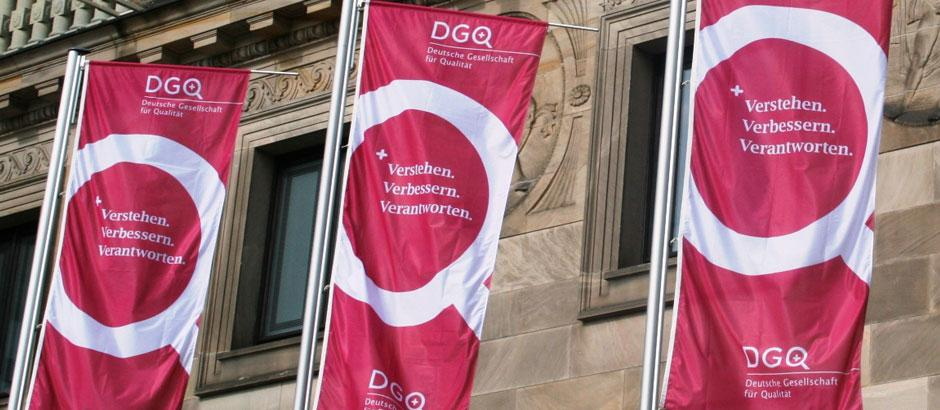 DGQ
Deutsche Gesellschaft
für Qualität
Verstehen.
Verbessern.
Verantworten.
DGQ
Deutsche Gesellschaft
für Qualität
Verstehen.
Verbessern.
Verantworten.
DGQ
Verstehen.
Verbessern.
Verantworten.
DGQ
Deutsche Gesellschaft
für Qualität